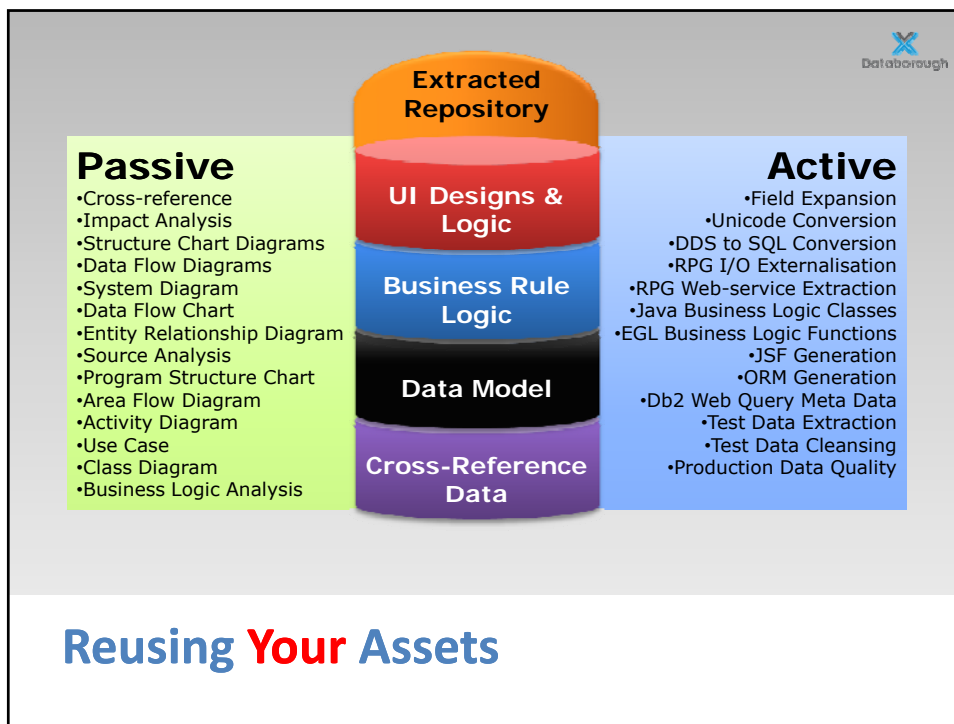 Databorough
Extracted
Repository
UI Designs &
Logic
Business Rule
Logic
Data Model
Cross-Reference
Data
Passive
•Cross-reference
•Impact Analysis
•Structure Chart Diagrams
•Data Flow Diagrams
•System Diagram
•Data Flow Chart
•Entity Relationship Diagram
•Source Analysis
•Program Structure Chart
•Area Flow Diagram
•Activity Diagram
•Use Case
•Class Diagram
•Business Logic Analysis
Active
•Field Expansion
•Unicode Conversion
•DDS to SQL Conversion
•RPG I/O Externalisation
•RPG Web-service Extraction
•Java Business Logic Classes
•EGL Business Logic Functions
•JSF Generation
•ORM Generation
•Db2 Web Query Meta Data
•Test Data Extraction
•Test Data Cleansing
•Production Data Quality
Reusing Your Assets